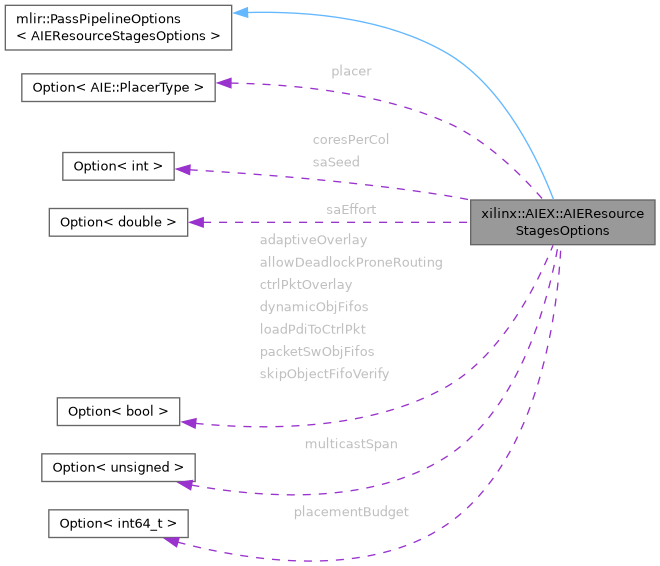 mlir::PassPipelineOptions
< AIEResourceStagesOptions >
placer
Option< AIE::PlacerType >
coresPerCol
saSeed
Option< int >
xilinx::AIEX::AIEResource
StagesOptions
saEffort
Option< double >
adaptiveOverlay
allowDeadlockProneRouting
ctrlPktOverlay
dynamicObjFifos
loadPdiToCtrlPkt
packetSwObjFifos
skipObjectFifoVerify
Option< bool >
multicastSpan
Option< unsigned >
placementBudget
Option< int64_t >